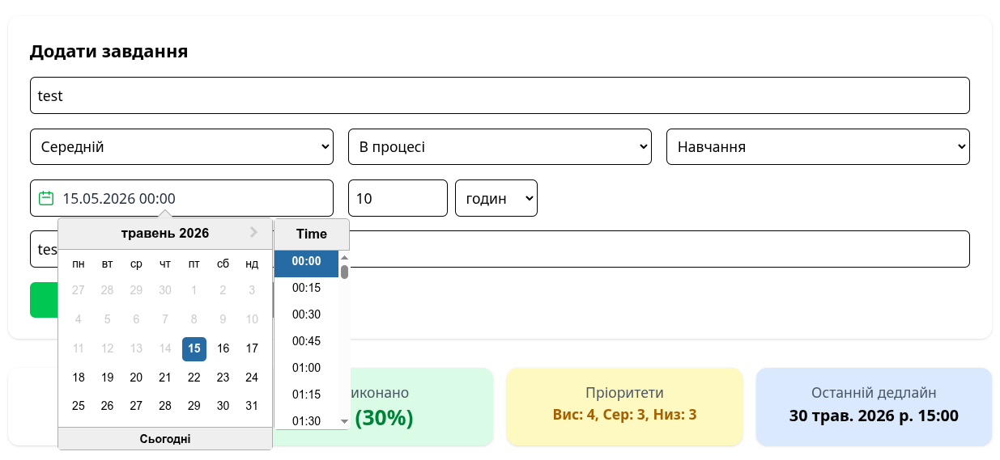 Додати завдання
test
Середній В процесі Навчання
15.05.2026 00:00 10 годин
травень 2026 Time
пн вт ср чт пт сб нд
27 28 29 30 1 2 3
4 5 6 7 8 9 10
11 12 13 14 15 16 17
18 19 20 21 22 23 24
25 26 27 28 29 30 31
Сьогодні
00:00
00:15
00:30
00:45
01:00
01:15
01:30
(30%)
Пріоритети
Вис: 4, Сер: 3, Низ: 3
Останній дедлайн
30 трав. 2026 р. 15:00